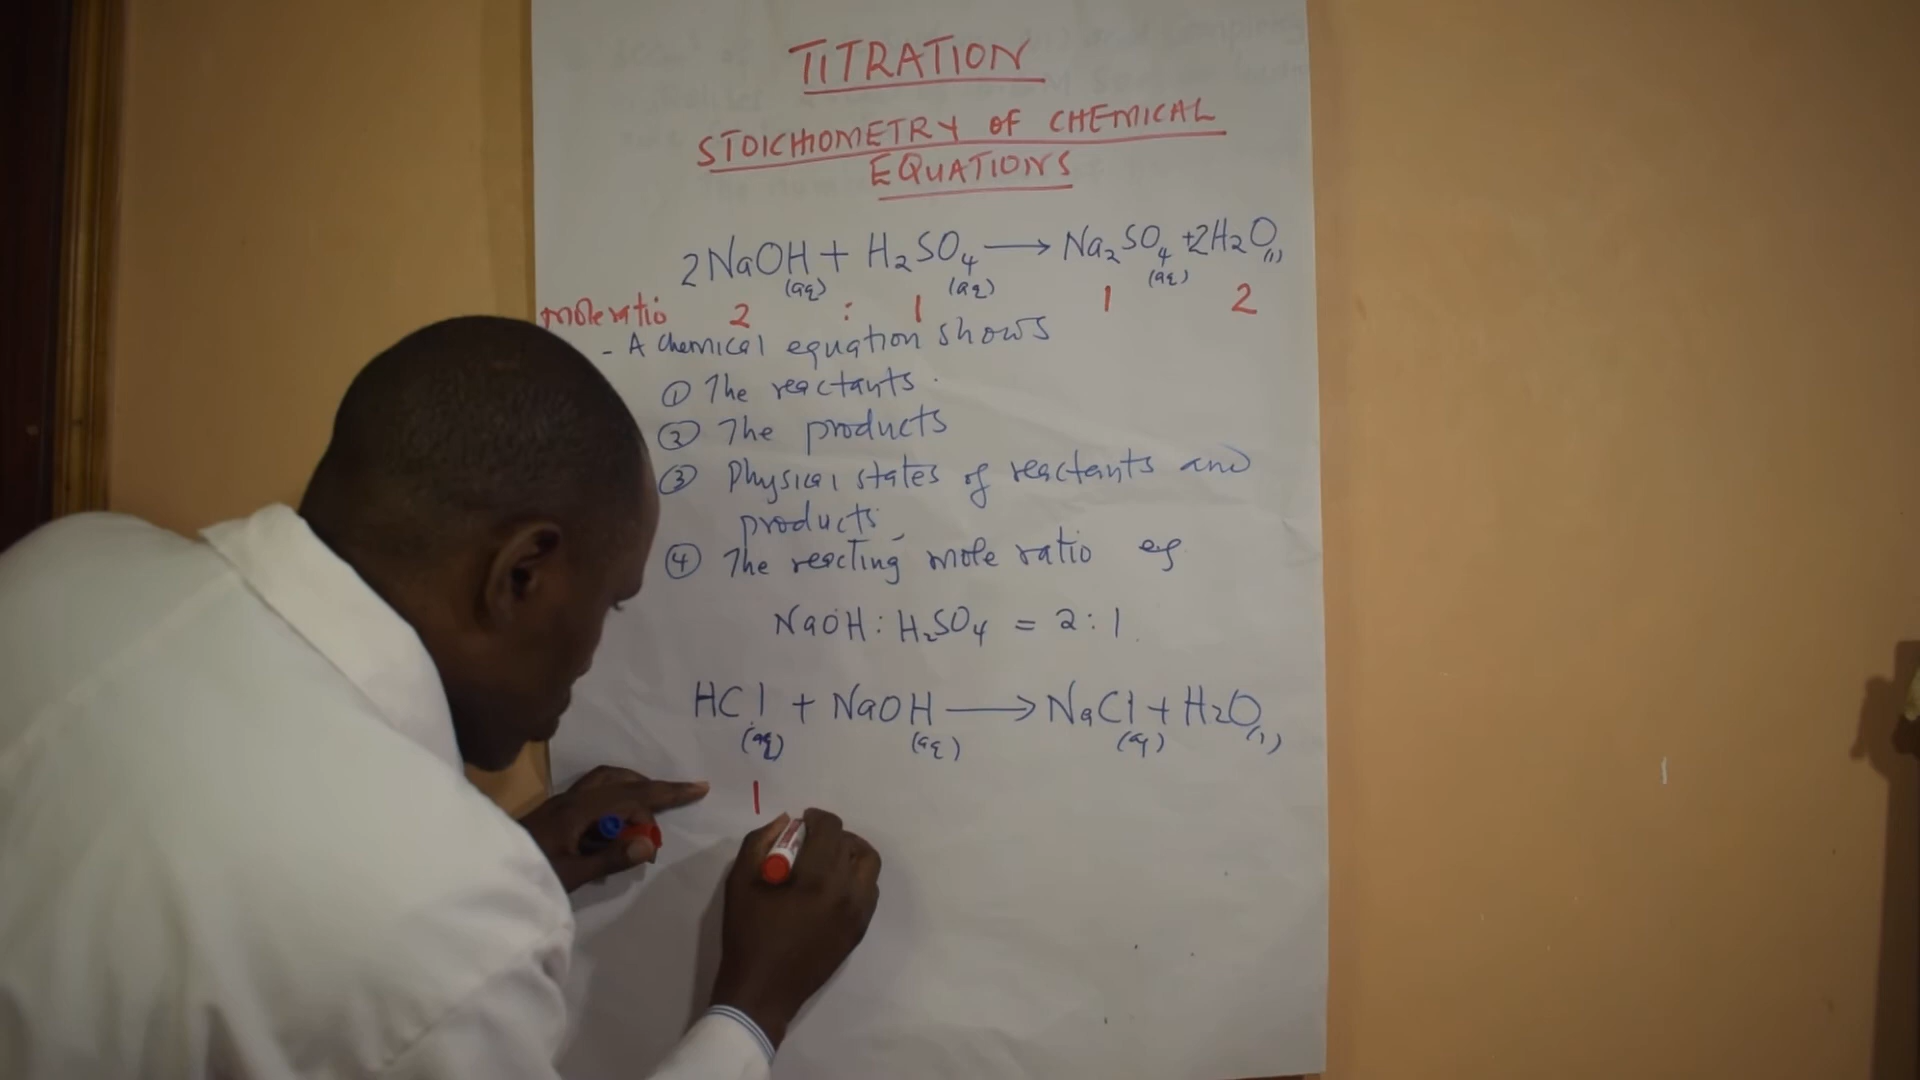 TITRATION
STOICHIOMETRY OF CHEMICAL
EQUATIONS
2NaOH(aq) + H2SO4(aq) ⟶ Na2SO4(aq) + 2H2O(l)
mole ratio 2 : 1 1 2
- A chemical equation shows
① The reactants.
② The products
③ Physical states of reactants and
products
④ The reacting mole ratio eg
NaOH : H2SO4 = 2 : 1.
HCl(aq) + NaOH(aq) ⟶ NaCl(aq) + H2O(l)
1